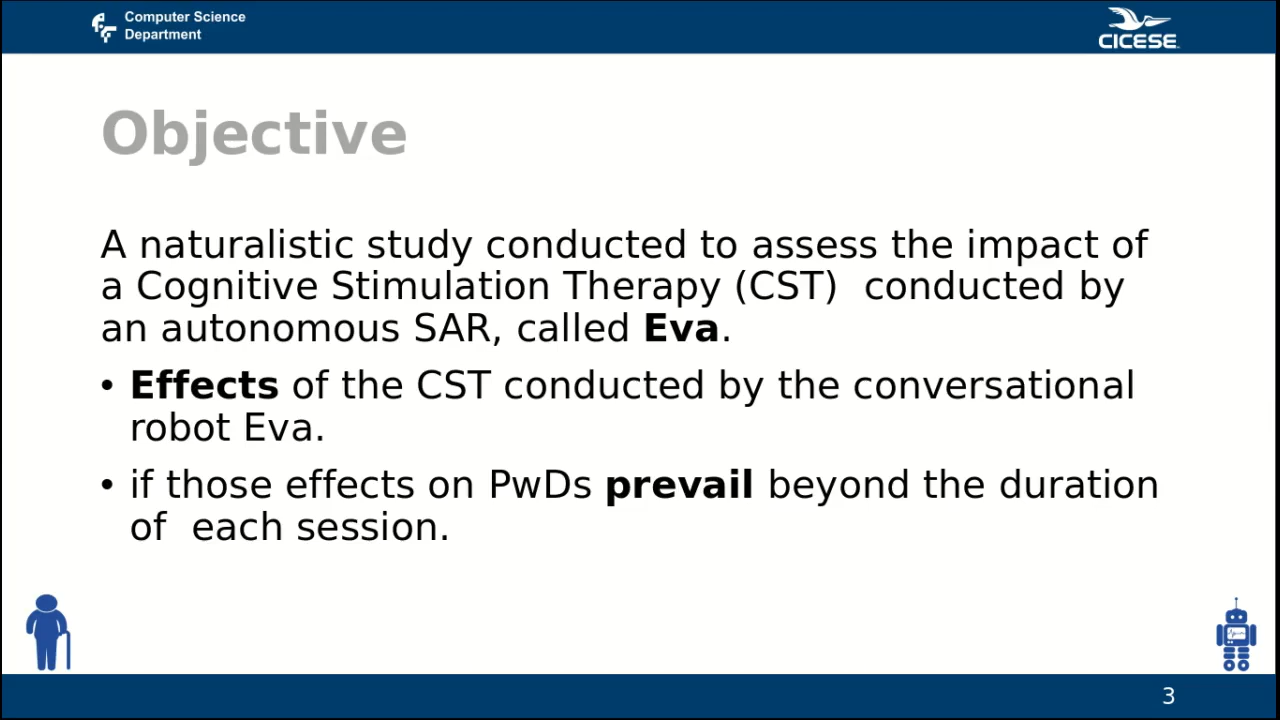 Computer Science
Department
CICESE
Objective
A naturalistic study conducted to assess the impact of
a Cognitive Stimulation Therapy (CST)  conducted by
an autonomous SAR, called Eva.
• Effects of the CST conducted by the conversational
robot Eva.
• if those effects on PwDs prevail beyond the duration
of  each session.
3